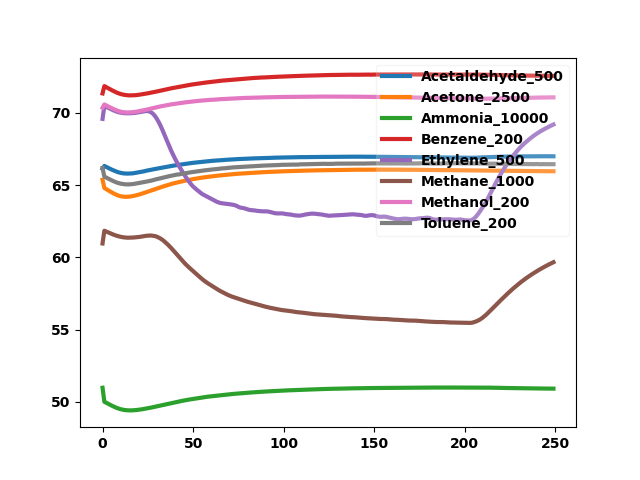 Acetaldehyde_500
Acetone_2500
Ammonia_10000
Benzene_200
Ethylene_500
Methane_1000
Methanol_200
Toluene_200
70
65
60
55
50
0 50 100 150 200 250